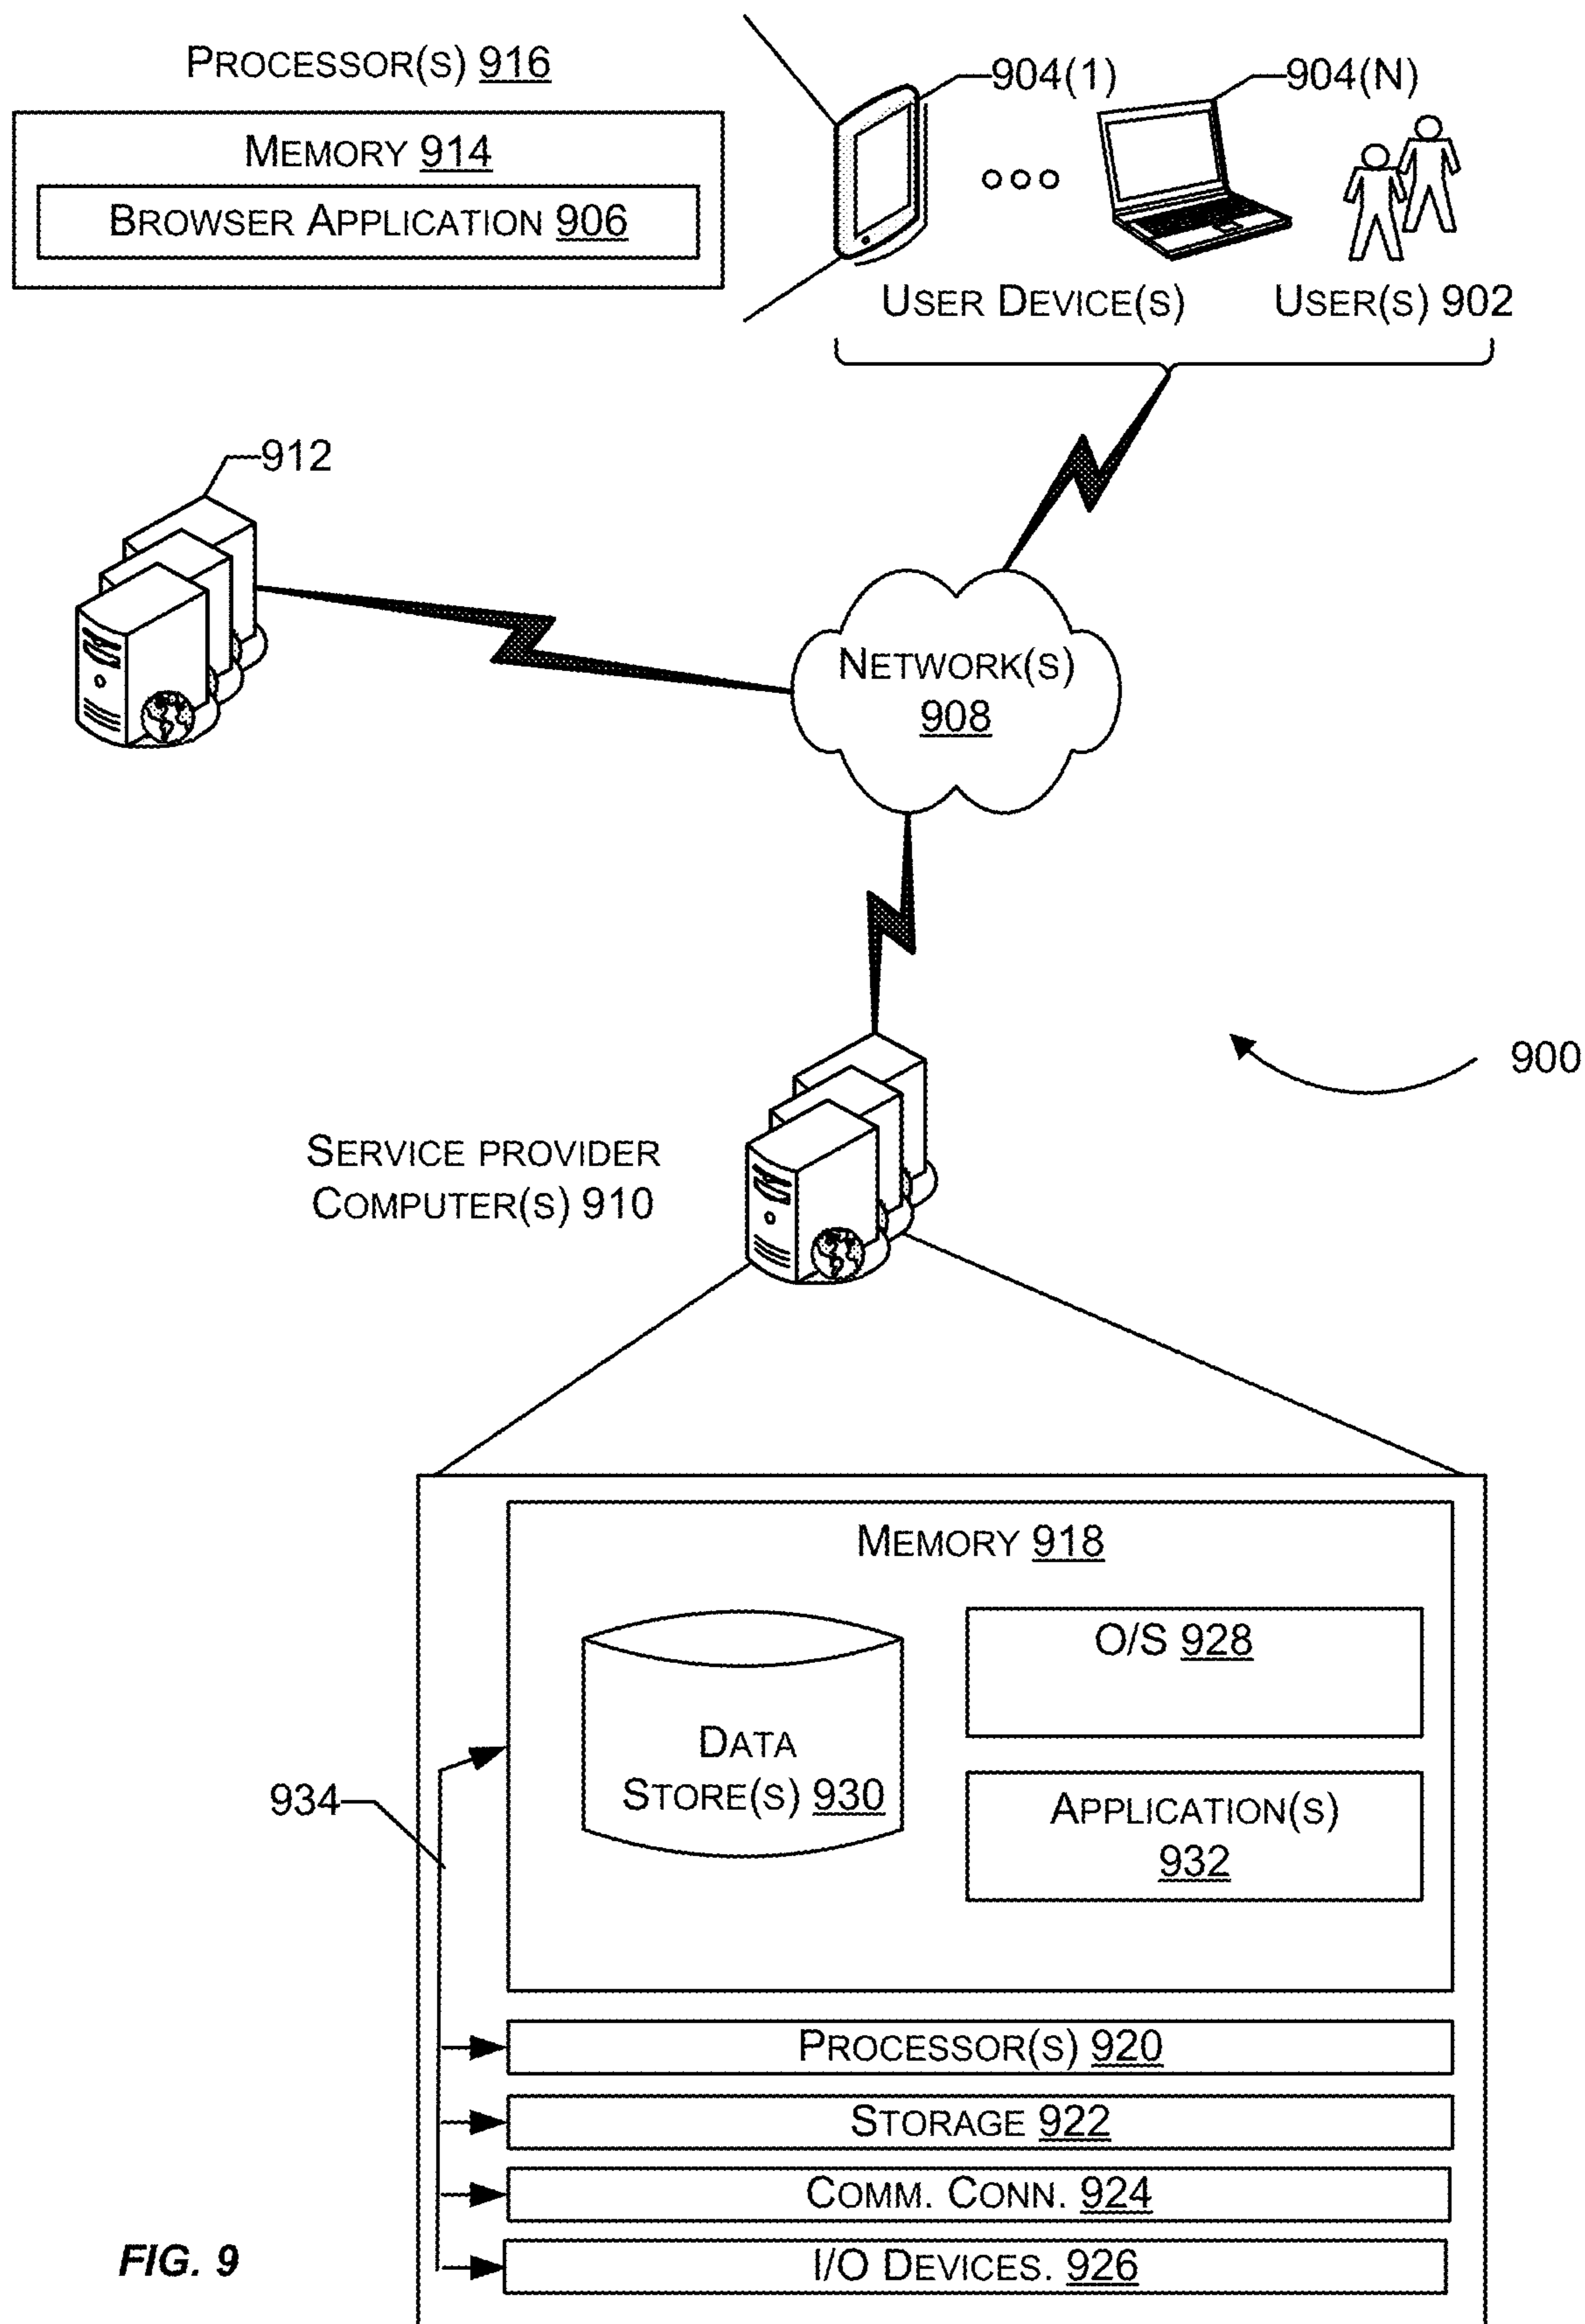 PROCESSOR(S) 916
MEMORY 914
BROWSER APPLICATION 906
904(1)
904(N)
USER DEVICE(S)
USER(S) 902
912
NETWORK(S)
908
900
SERVICE PROVIDER
COMPUTER(S) 910
MEMORY 918
DATA
STORE(S) 930
O/S 928
APPLICATION(S)
932
934
PROCESSOR(S) 920
STORAGE 922
COMM. CONN. 924
I/O DEVICES. 926
FIG. 9